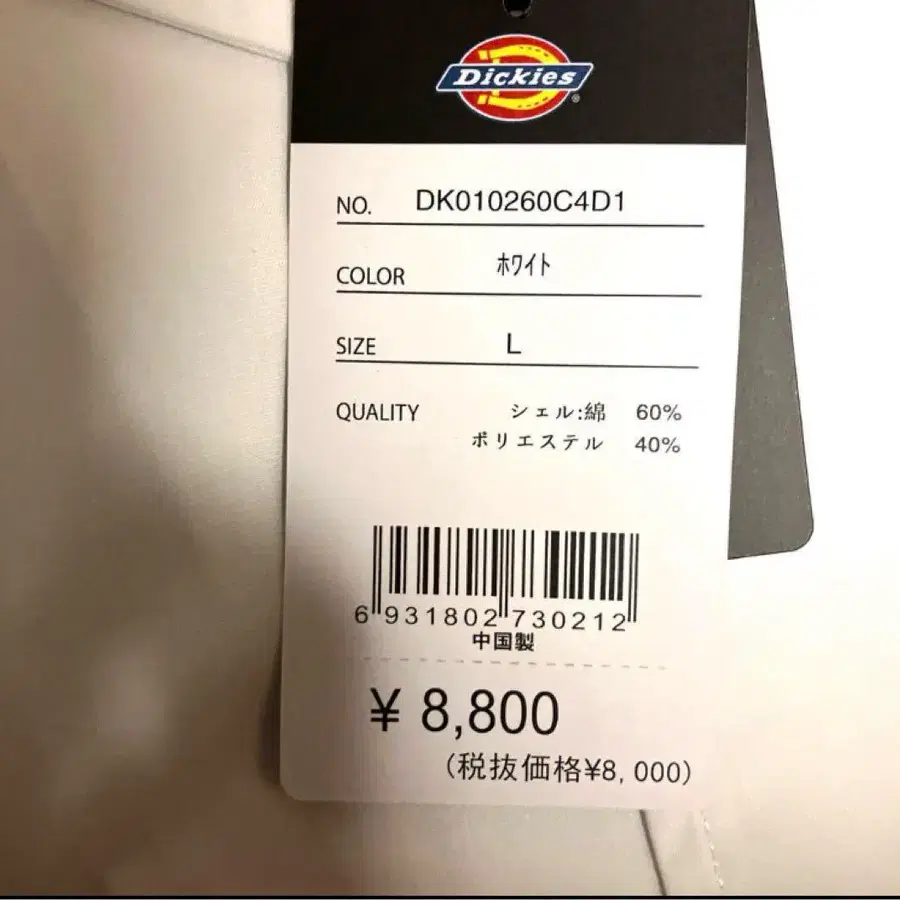 Dickies
NO. DK010260C4D1
COLOR ホワイト
SIZE L
QUALITY シェル:綿 60%
ポリエステル 40%
6 931802 730212
中国製
¥ 8,800
(税抜価格¥8,000)